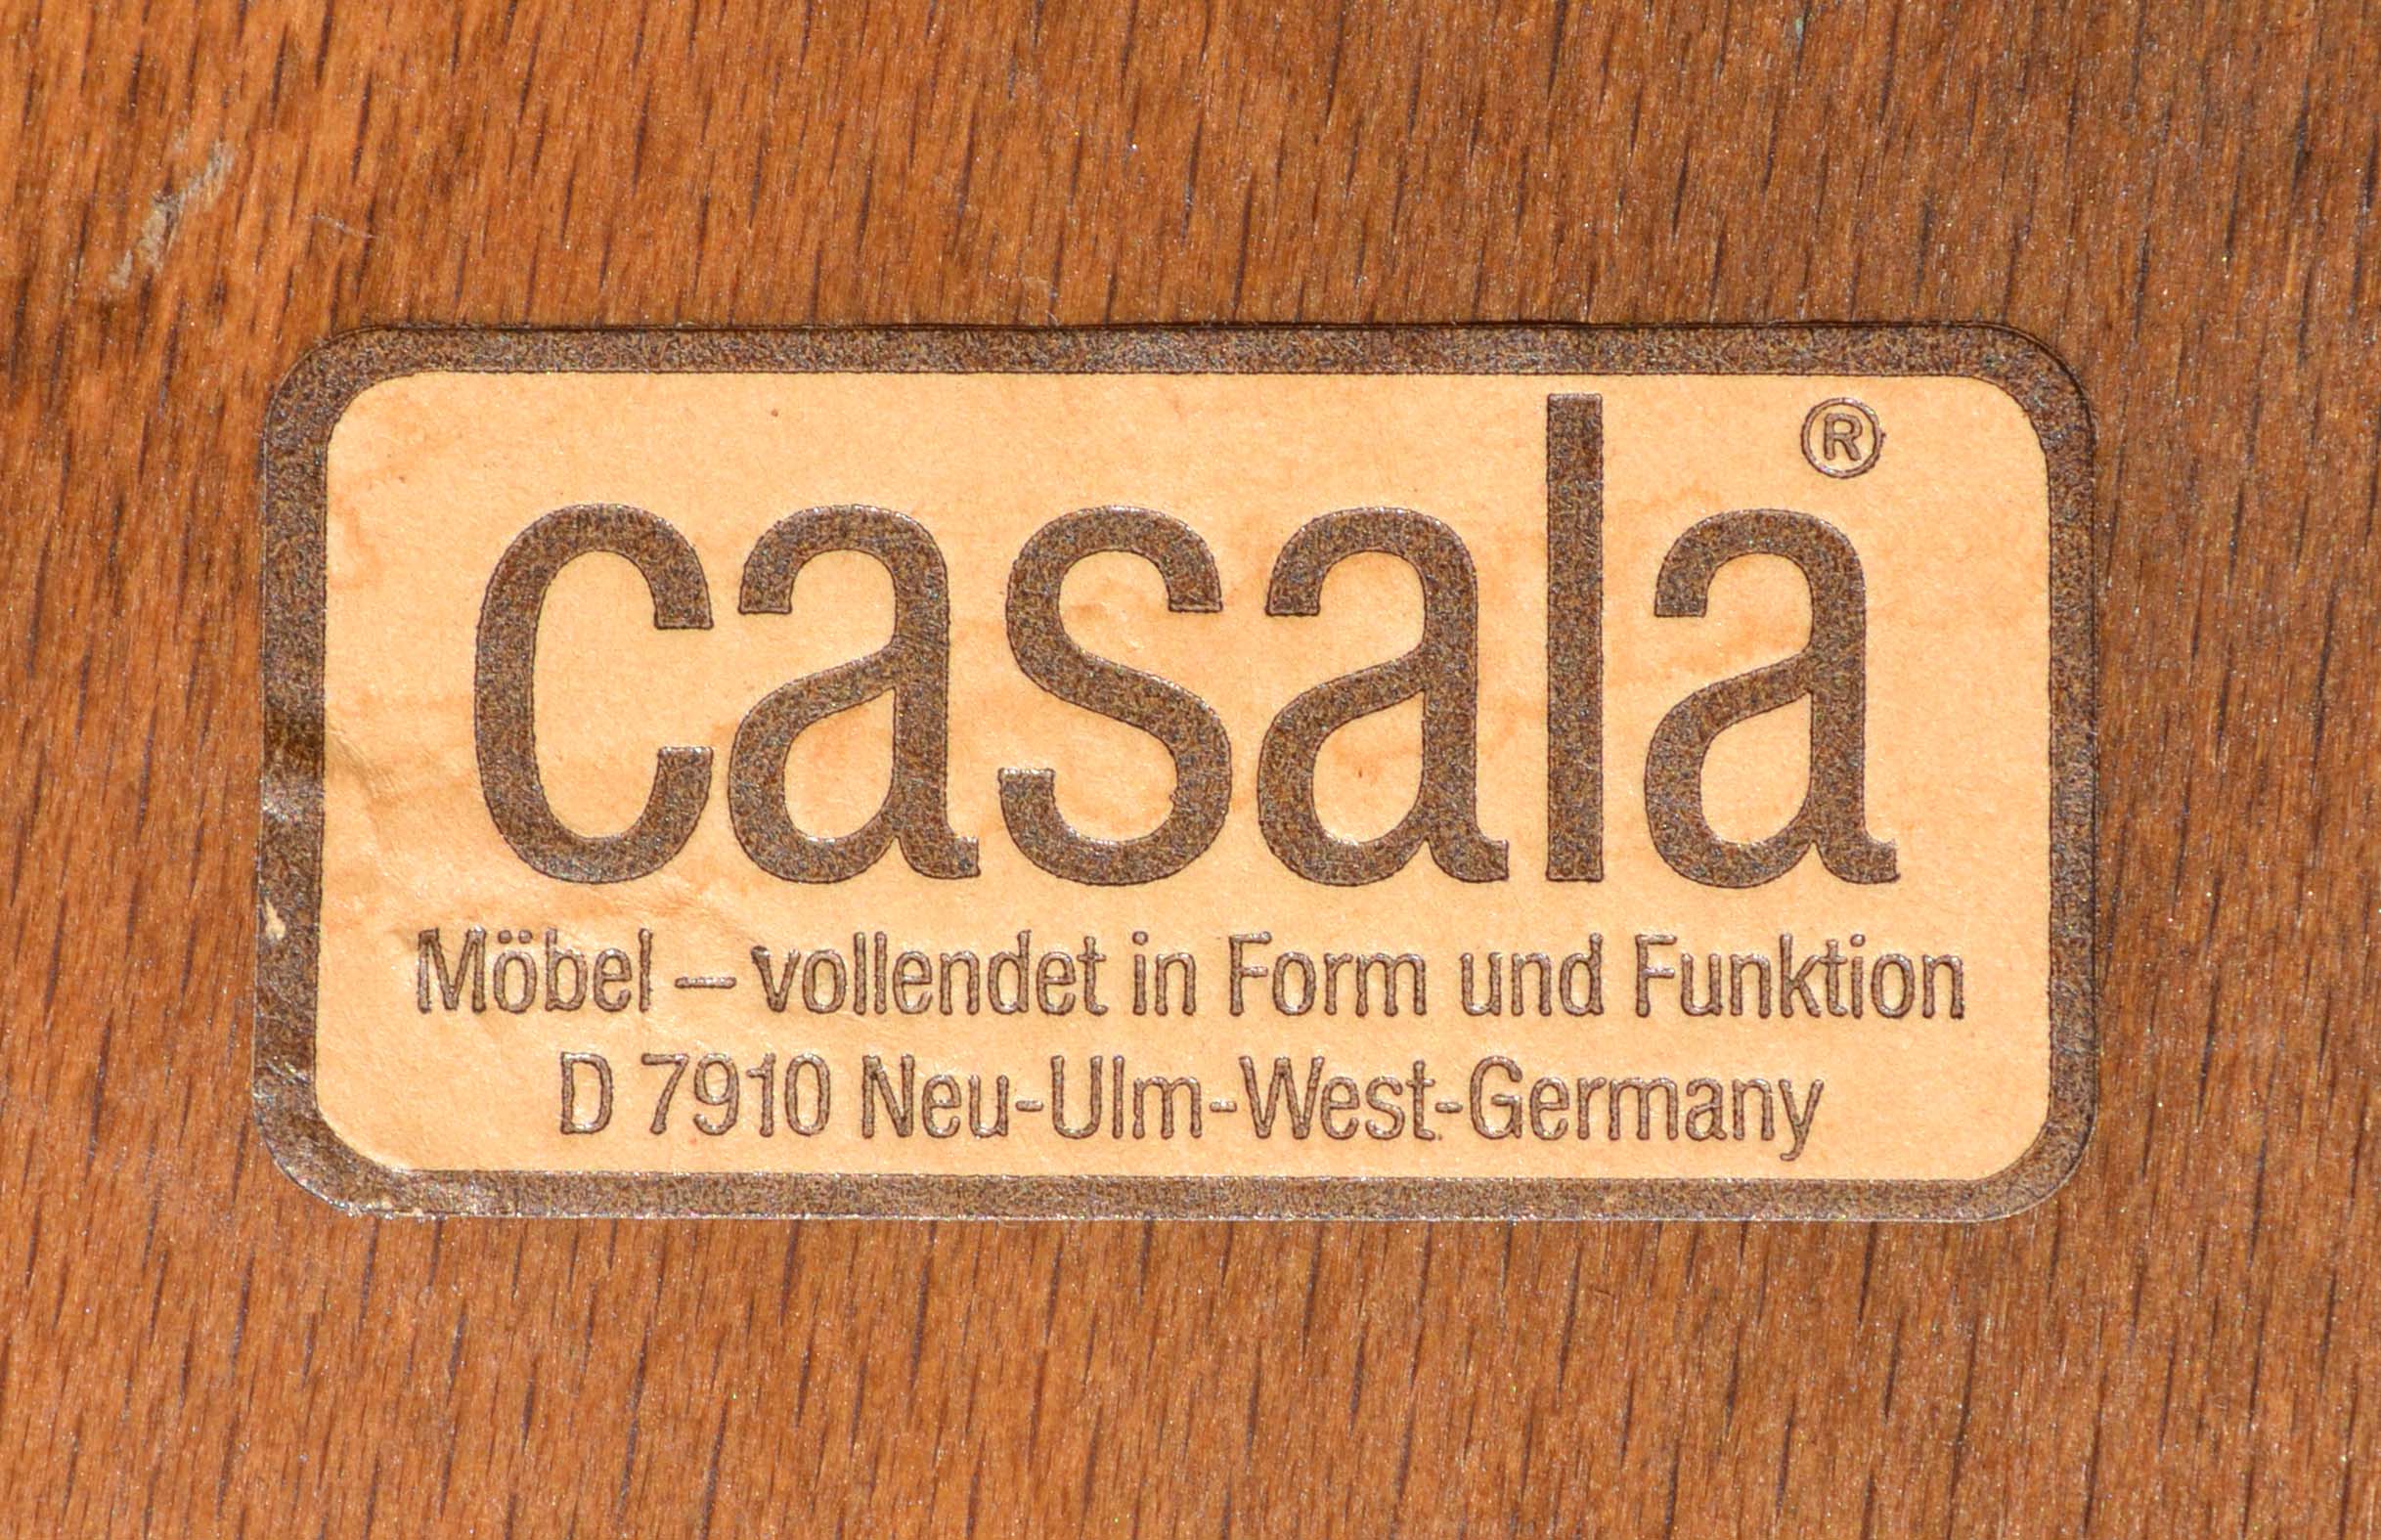 casala®
Möbel – vollendet in Form und Funktion
D 7910 Neu-Ulm-West-Germany